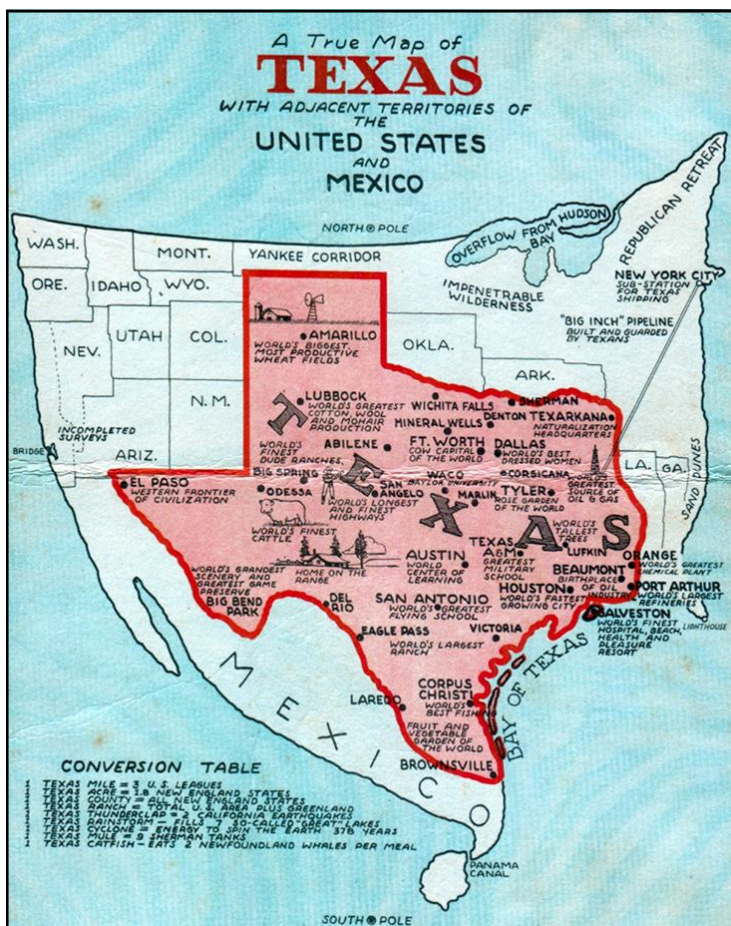 A True Map of
TEXAS
WITH ADJACENT TERRITORIES OF
THE
UNITED STATES
AND
MEXICO
NORTH POLE
OVERFLOW FROM HUDSON
BAY
REPUBLICAN RETREAT
WASH.
MONT.
YANKEE CORRIDOR
ORE.
IDAHO
WYO.
IMPENETRABLE
WILDERNESS
NEW YORK CITY
SUB-STATION
FOR TEXAS
SHIPPING
"BIG INCH" PIPELINE
BUILT AND GUARDED
BY TEXANS
NEV.
UTAH
COL.
OKLA.
ARK.
N.M.
ARIZ.
INCOMPLETED
SURVEYS
BRIDGE
LA.
GA.
SAND DUNES
LIGHTHOUSE
AMARILLO
WORLD'S BIGGEST,
MOST PRODUCTIVE
WHEAT FIELDS
LUBBOCK
WORLD'S GREATEST
COTTON, WOOL
AND MOHAIR
PRODUCTION
WICHITA FALLS
SHERMAN
MINERAL WELLS
DENTON
TEXARKANA
NATURALIZATION
HEADQUARTERS
WORLD'S
FINEST
DUDE RANCHES
ABILENE
FT. WORTH
COW CAPITAL
OF THE WORLD
DALLAS
WORLD'S BEST
DRESSED WOMEN
TEXAS
EL PASO
WESTERN FRONTIER
OF CIVILIZATION
BIG SPRING
ODESSA
SAN
ANGELO
WORLD'S LONGEST
AND FINEST
HIGHWAYS
WACO
BAYLOR UNIVERSITY
MARLIN
CORSICANA
TYLER
ROSE GARDEN
OF THE WORLD
WORLD'S
GREATEST
SOURCE OF
OIL & GAS
WORLD'S FINEST
CATTLE
WORLD'S
TALLEST
TREES
LUFKIN
TEXAS
A&M
GREATEST
MILITARY
SCHOOL
AUSTIN
WORLD
CENTER OF
LEARNING
HOME ON THE
RANGE
WORLD'S GRANDEST
SCENERY AND
GREATEST GAME
PRESERVE
BIG BEND
PARK
DEL
RIO
ORANGE
WORLD'S GREATEST
CHEMICAL PLANT
BEAUMONT
BIRTHPLACE
OF OIL
INDUSTRY
PORT ARTHUR
WORLD'S LARGEST
REFINERIES
HOUSTON
WORLD'S FASTEST
GROWING CITY
SAN ANTONIO
WORLD'S GREATEST
FLYING SCHOOL
GALVESTON
WORLD'S FINEST
HOSPITAL, BEACH,
HEALTH AND
PLEASURE
RESORT
EAGLE PASS
WORLD'S LARGEST
RANCH
VICTORIA
BAY OF TEXAS
CORPUS
CHRISTI
WORLD'S
BEST FISHING
LAREDO
FRUIT AND
VEGETABLE
GARDEN OF
THE WORLD
BROWNSVILLE
MEXICO
PANAMA
CANAL
SOUTH POLE
CONVERSION TABLE
1 TEXAS MILE = 3 U.S. LEAGUES
1 TEXAS ACRE = 1.8 NEW ENGLAND STATES
1 TEXAS COUNTY = ALL NEW ENGLAND STATES
1 TEXAS RANCH = TOTAL U.S. AREA PLUS GREENLAND
1 TEXAS THUNDERCLAP = 2 CALIFORNIA EARTHQUAKES
1 TEXAS RAINSTORM - FILLS 7 SO-CALLED "GREAT" LAKES
1 TEXAS CYCLONE = ENERGY TO SPIN THE EARTH 378 YEARS
1 TEXAS MULE = 9 SHERMAN TANKS
1 TEXAS CATFISH - EATS 2 NEWFOUNDLAND WHALES PER MEAL